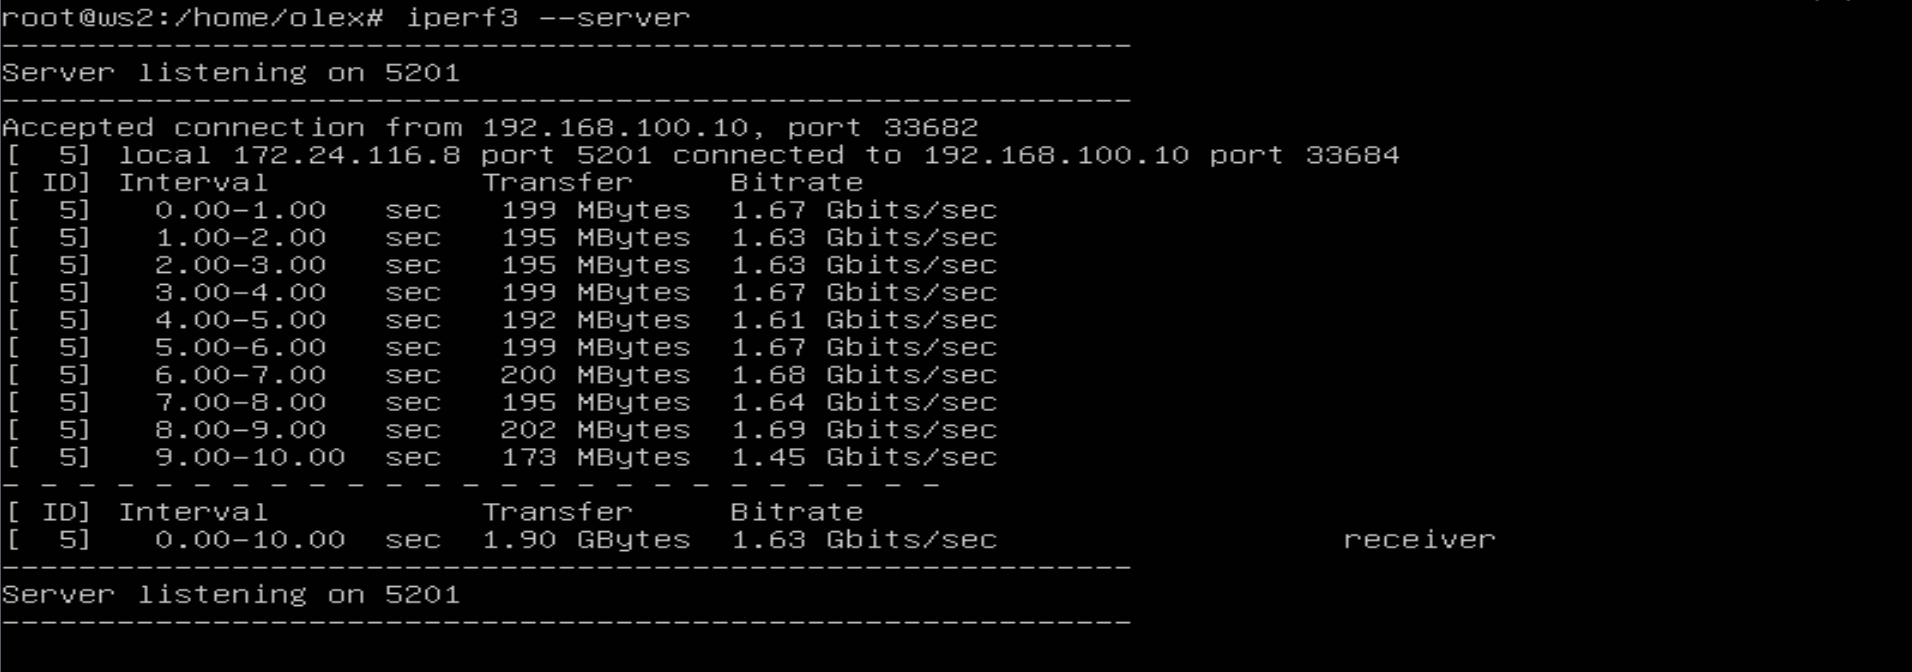 root@ws2:/home/olex# iperf3 --server
-----------------------------------------------------------
Server listening on 5201
-----------------------------------------------------------
Accepted connection from 192.168.100.10, port 33682
[  5] local 172.24.116.8 port 5201 connected to 192.168.100.10 port 33684
[ ID] Interval           Transfer     Bitrate
[  5]   0.00-1.00   sec   199 MBytes  1.67 Gbits/sec
[  5]   1.00-2.00   sec   195 MBytes  1.63 Gbits/sec
[  5]   2.00-3.00   sec   195 MBytes  1.63 Gbits/sec
[  5]   3.00-4.00   sec   199 MBytes  1.67 Gbits/sec
[  5]   4.00-5.00   sec   192 MBytes  1.61 Gbits/sec
[  5]   5.00-6.00   sec   199 MBytes  1.67 Gbits/sec
[  5]   6.00-7.00   sec   200 MBytes  1.68 Gbits/sec
[  5]   7.00-8.00   sec   195 MBytes  1.64 Gbits/sec
[  5]   8.00-9.00   sec   202 MBytes  1.69 Gbits/sec
[  5]   9.00-10.00  sec   173 MBytes  1.45 Gbits/sec
- - - - - - - - - - - - - - - - - - - - - - - - -
[ ID] Interval           Transfer     Bitrate
[  5]   0.00-10.00  sec  1.90 GBytes  1.63 Gbits/sec                  receiver
-----------------------------------------------------------
Server listening on 5201
-----------------------------------------------------------